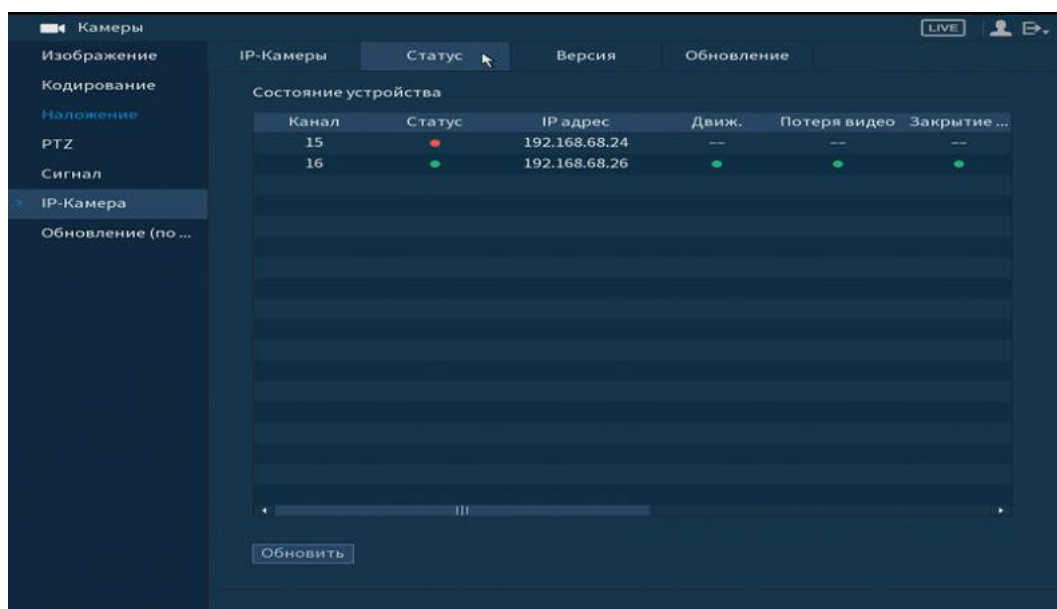 Камеры LIVE
Изображение
Кодирование
Наложение
PTZ
Сигнал
IP-Камера
Обновление (по ...
IP-Камеры Статус Версия Обновление
Состояние устройства
Канал Статус IP адрес Движ. Потеря видео Закрытие ...
15 192.168.68.24 -- -- --
16 192.168.68.26
Обновить